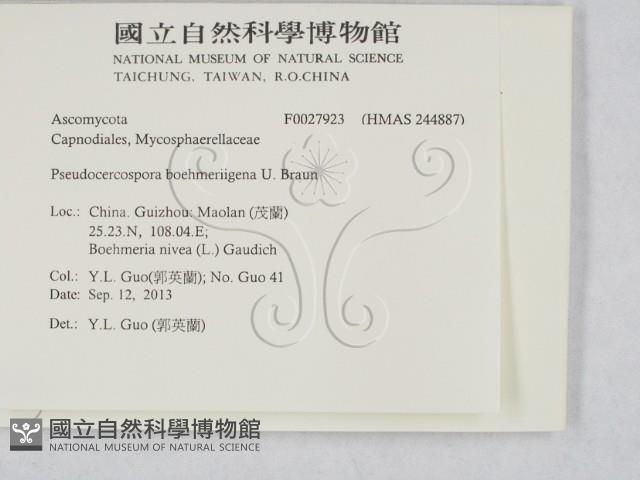 國立自然科學博物館
NATIONAL MUSEUM OF NATURAL SCIENCE
TAICHUNG, TAIWAN, R.O.CHINA
Ascomycota F0027923 (HMAS 244887)
Capnodiales, Mycosphaerellaceae
Pseudocercospora boehmeriigena U. Braun
Loc.: China. Guizhou: Maolan (茂蘭)
25.23.N, 108.04.E;
Boehmeria nivea (L.) Gaudich
Col.: Y.L. Guo(郭英蘭); No. Guo 41
Date: Sep. 12, 2013
Det.: Y.L. Guo (郭英蘭)
國立自然科學博物館
NATIONAL MUSEUM OF NATURAL SCIENCE